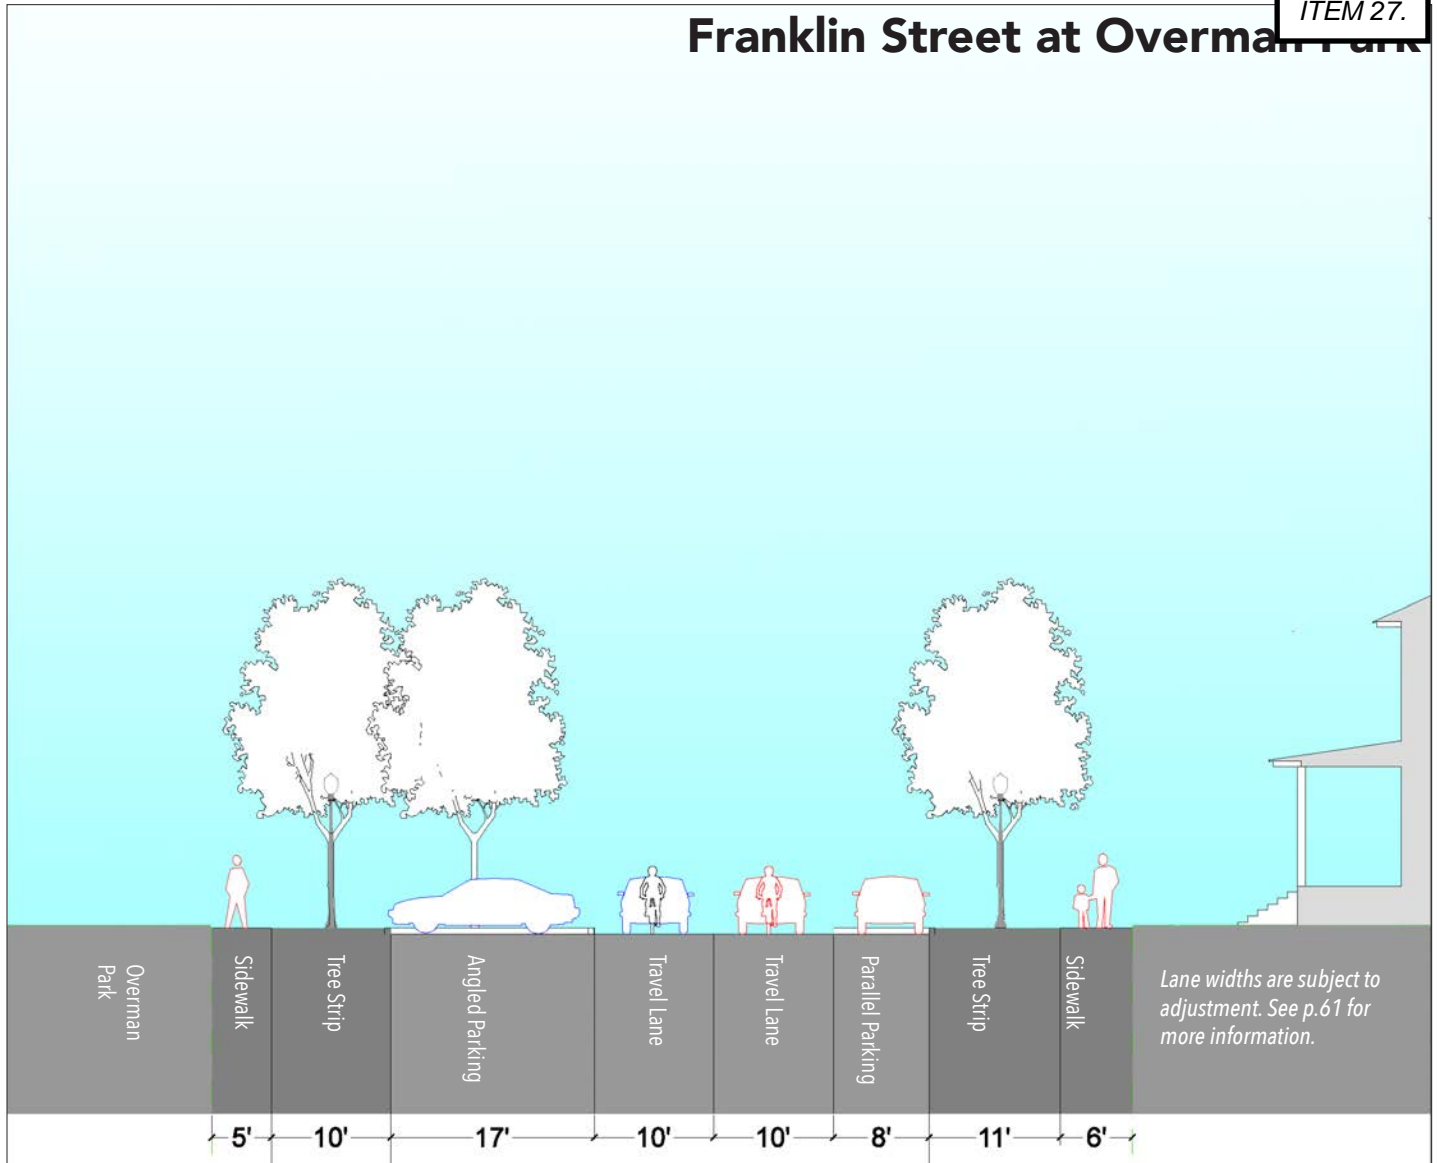 ITEM 27.
Franklin Street at Overman Park
Overman
Park
Sidewalk
Tree Strip
Angled Parking
Travel Lane
Travel Lane
Parallel Parking
Tree Strip
Sidewalk
Lane widths are subject to
adjustment. See p.61 for
more information.
5' 10' 17' 10' 10' 8' 11' 6'